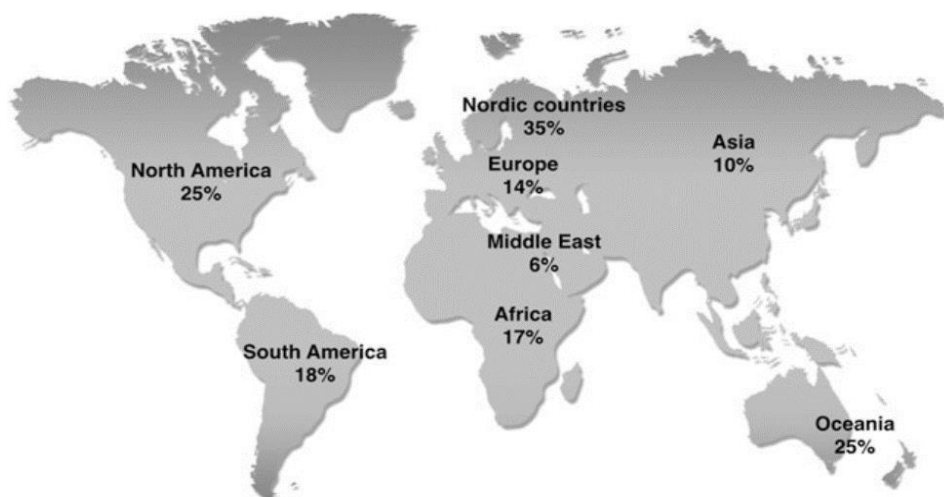 Nordic countries
35%
North America
25%
Europe
14%
Asia
10%
Middle East
6%
Africa
17%
South America
18%
Oceania
25%